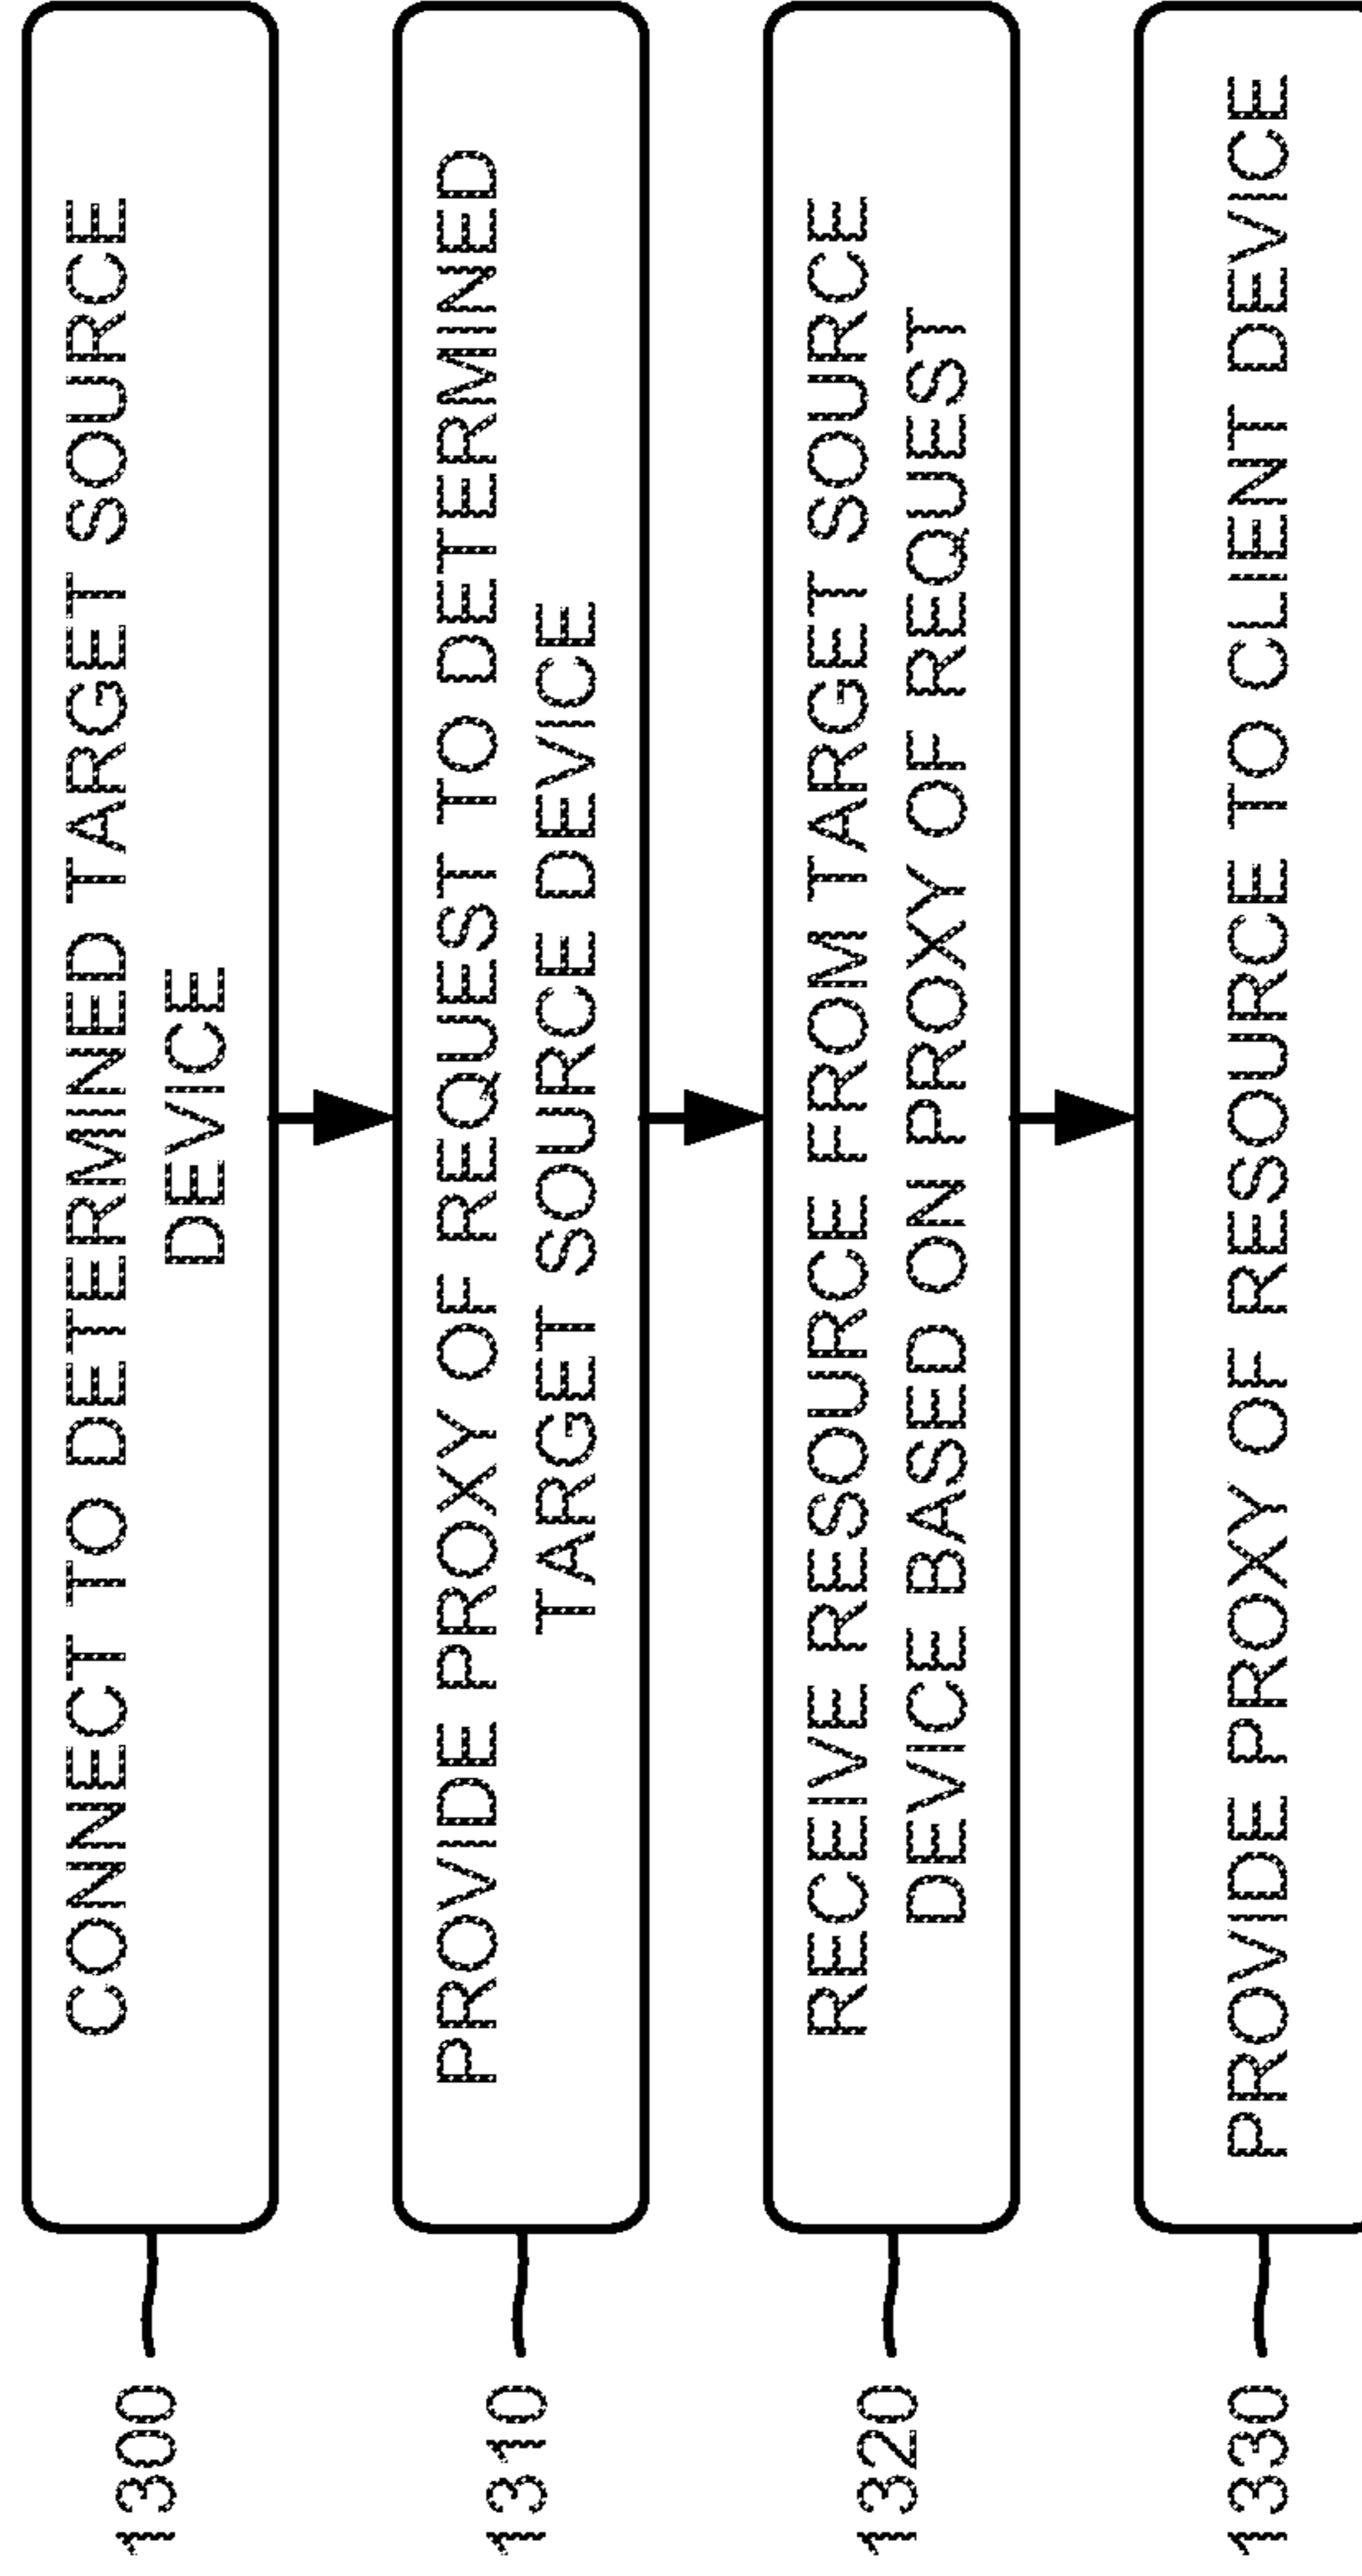 1300
CONNECT TO DETERMINED TARGET SOURCE
DEVICE
1310
PROVIDE PROXY OF REQUEST TO DETERMINED
TARGET SOURCE DEVICE
1320
RECEIVE RESOURCE FROM TARGET SOURCE
DEVICE BASED ON PROXY OF REQUEST
1330
PROVIDE PROXY OF RESOURCE TO CLIENT DEVICE